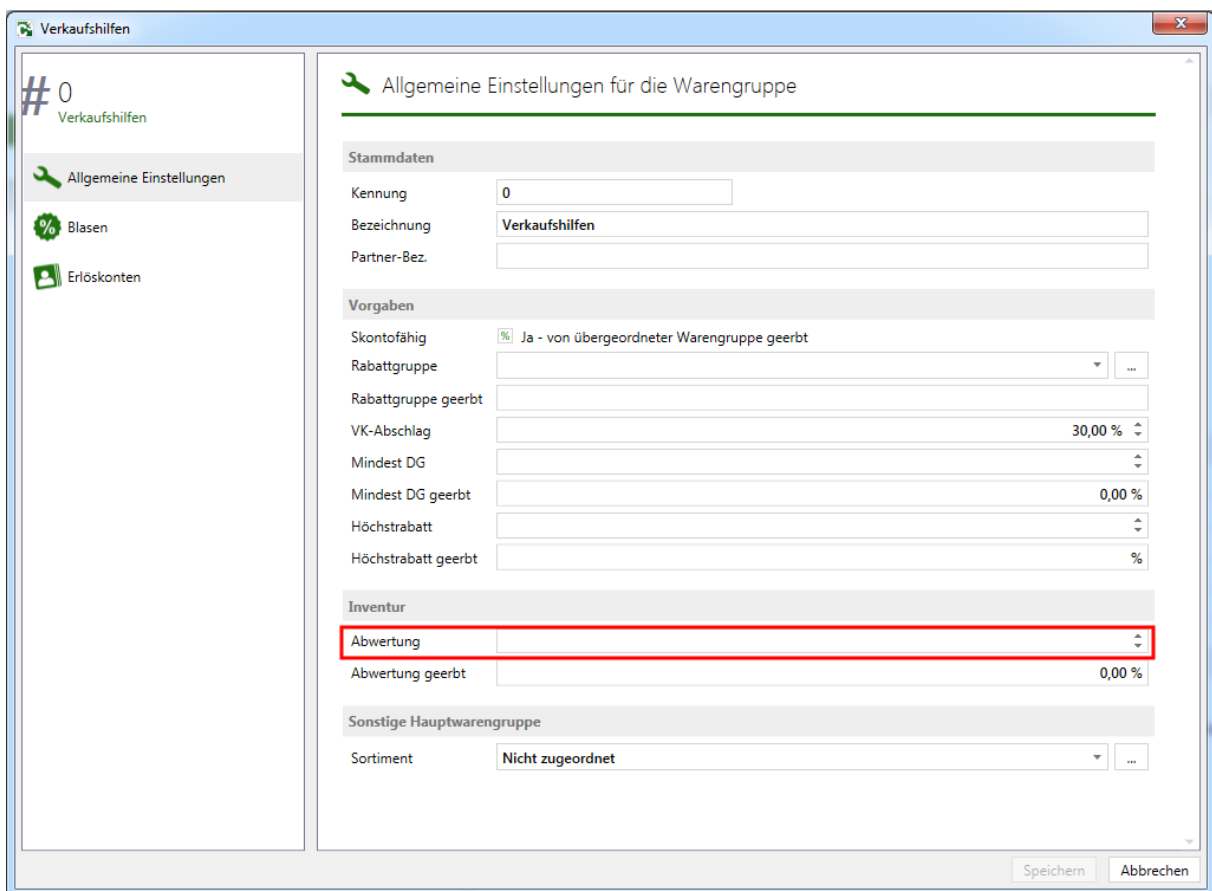 Verkaufshilfen
# 0
Verkaufshilfen
Allgemeine Einstellungen
Blasen
Erlöskonten
Allgemeine Einstellungen für die Warengruppe
Stammdaten
Kennung 0
Bezeichnung Verkaufshilfen
Partner-Bez.
Vorgaben
Skontofähig % Ja - von übergeordneter Warengruppe geerbt
Rabattgruppe ...
Rabattgruppe geerbt
VK-Abschlag 30,00 %
Mindest DG
Mindest DG geerbt 0,00 %
Höchstrabatt
Höchstrabatt geerbt %
Inventur
Abwertung
Abwertung geerbt 0,00 %
Sonstige Hauptwarengruppe
Sortiment Nicht zugeordnet ...
Speichern Abbrechen